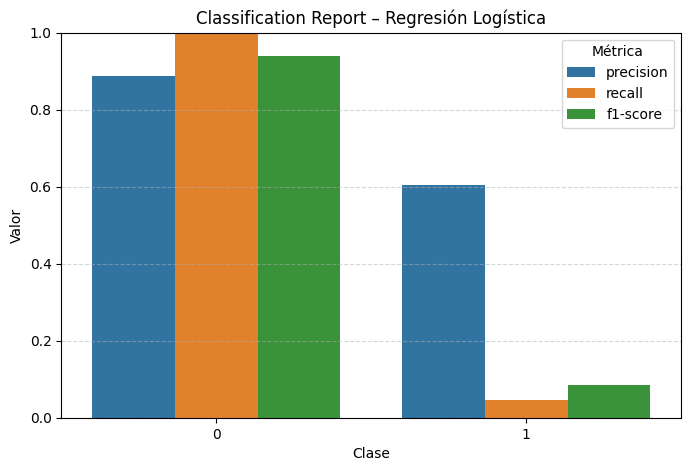 Classification Report – Regresión Logística
Métrica
precision
recall
f1-score
1.0
0.8
0.6
0.4
0.2
0.0
Valor
0
1
Clase